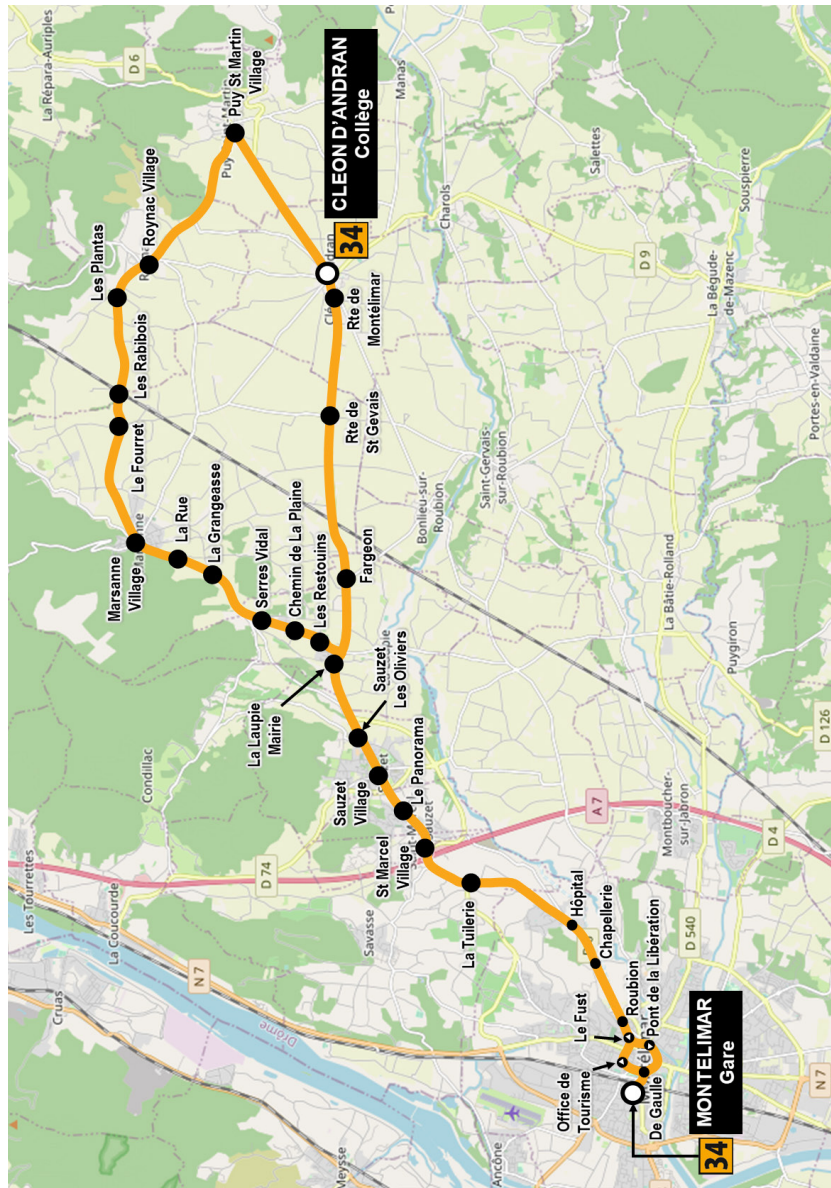 La Répara-Auriples
D 6
Puy St Martin
Village
Manas
Roynac Village
Les Plantas
CLEON D'ANDRAN
Collège
34
Rte de
Montélimar
Charols
Salettes
Souspierre
D 9
La Bégude-
de-Mazenc
Portes-en-Valdaine
Les Rabibois
Le Fourret
Rte de
St Gevais
Saint-Gervais-
sur-Roubion
Bonlieu-sur-
Roubion
Marsanne
Village
La Rue
La Grangeasse
Serres Vidal
Chemin de La Plaine
Les Restouins
Fargeon
La Bâtie-Rolland
Puygiron
D 126
La Laupie
Mairie
Sauzet
Les Oliviers
Condillac
Sauzet
Village
Le Panorama
St Marcel
Village
A 7
Montboucher-
sur-Jabron
D 4
Les Tourrettes
La Coucourde
D 74
Savasse
La Tuilerie
Hôpital
Chapellerie
D 540
N 7
Cruas
Drôme
Le Fust
Roubion
Pont de la Libération
Office de
Tourisme
De Gaulle
MONTELIMAR
Gare
34
N 7
Ancône
Meysse